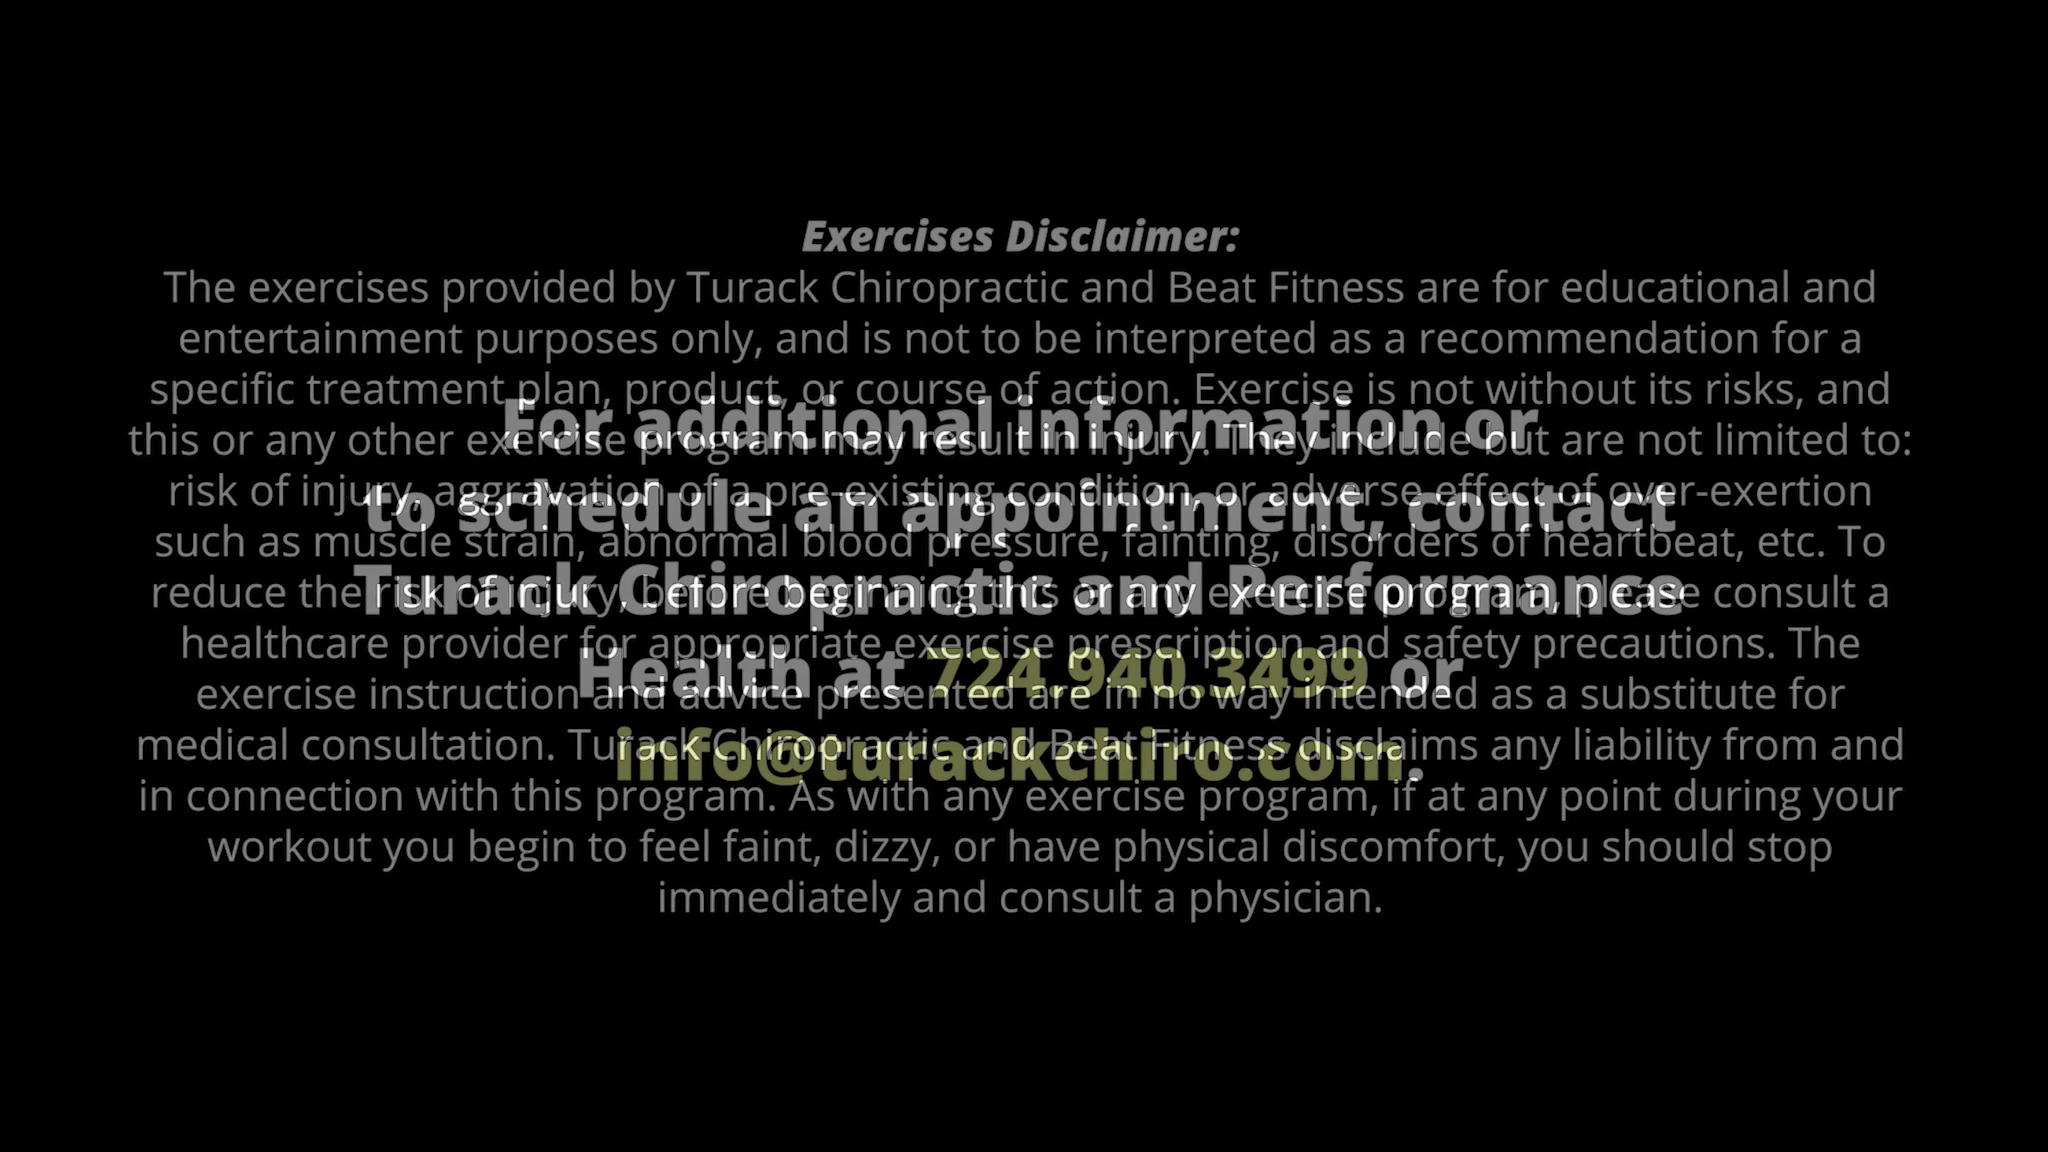 Exercises Disclaimer:
The exercises provided by Turack Chiropractic and Beat Fitness are for educational and
entertainment purposes only, and is not to be interpreted as a recommendation for a
specific treatment plan, product, or course of action. Exercise is not without its risks, and
this or any other exercise program may result in injury. They include but are not limited to:
risk of injury, aggravation of a pre-existing condition, or adverse effect of over-exertion
such as muscle strain, abnormal blood pressure, fainting, disorders of heartbeat, etc. To
reduce the risk of injury, before beginning this or any exercise program, please consult a
healthcare provider for appropriate exercise prescription and safety precautions. The
exercise instruction and advice presented are in no way intended as a substitute for
medical consultation. Turack Chiropractic and Beat Fitness disclaims any liability from and
in connection with this program. As with any exercise program, if at any point during your
workout you begin to feel faint, dizzy, or have physical discomfort, you should stop
immediately and consult a physician.
For additional information or
to schedule an appointment, contact
Turack Chiropractic and Performance
Health at 724.940.3499 or
info@turackchiro.com.